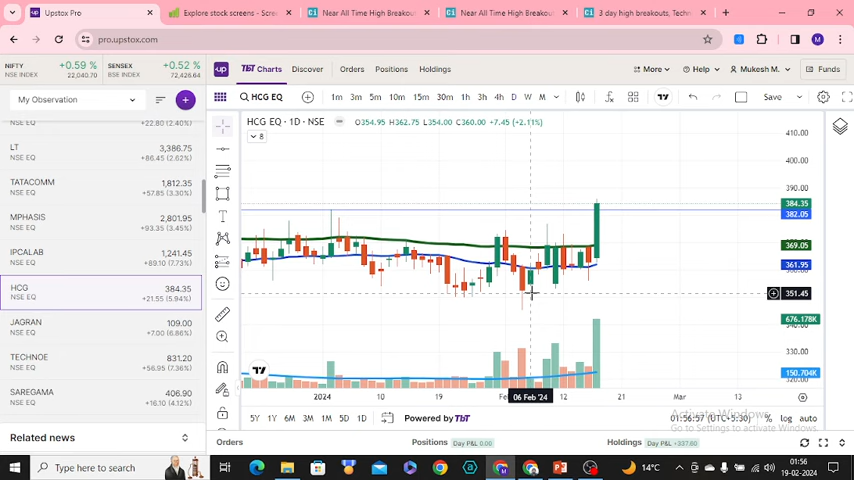 Upstox Pro
Explore stock screens - Scre
Near All Time High Breakout
Near All Time High Breakout
3 day high breakouts, Techn
pro.upstox.com
NIFTY
NSE INDEX
+0.59 %
22,040.70
SENSEX
BSE INDEX
+0.52 %
72,426.64
TBT Charts
Discover
Orders
Positions
Holdings
More
Help
Mukesh M.
Funds
My Observation
HCG EQ
1m 3m 5m 10m 15m 30m 1h 3h 4h D W M
Save
NSE EQ
+22.80 (2.40%)
LT
NSE EQ
3,386.75
+86.45 (2.62%)
TATACOMM
NSE EQ
1,812.35
+57.85 (3.30%)
MPHASIS
NSE EQ
2,801.95
+93.35 (3.45%)
IPCALAB
NSE EQ
1,241.45
+89.10 (7.73%)
HCG
NSE EQ
384.35
+21.55 (5.94%)
JAGRAN
NSE EQ
109.00
+7.00 (6.86%)
TECHNOE
NSE EQ
831.20
+56.95 (7.36%)
SAREGAMA
NSE EQ
406.90
+16.10 (4.12%)
Related news
HCG EQ · 1D · NSE
O354.95 H362.75 L354.00 C360.00 +7.45 (+2.11%)
8
410.00
400.00
390.00
384.35
382.05
369.05
361.95
351.45
676.178K
330.00
150.704K
2024
10
19
06 Feb '24
12
21
Mar
13
5Y 1Y 6M 3M 1M 5D 1D
Powered by TBT
01:56:57 (UTC+5:30)
% log auto
Activate Windows
Go to Settings to activate Windows.
Orders
Positions
Day P&L 0.00
Holdings
Day P&L +337.60
Type here to search
14°C
01:56
19-02-2024